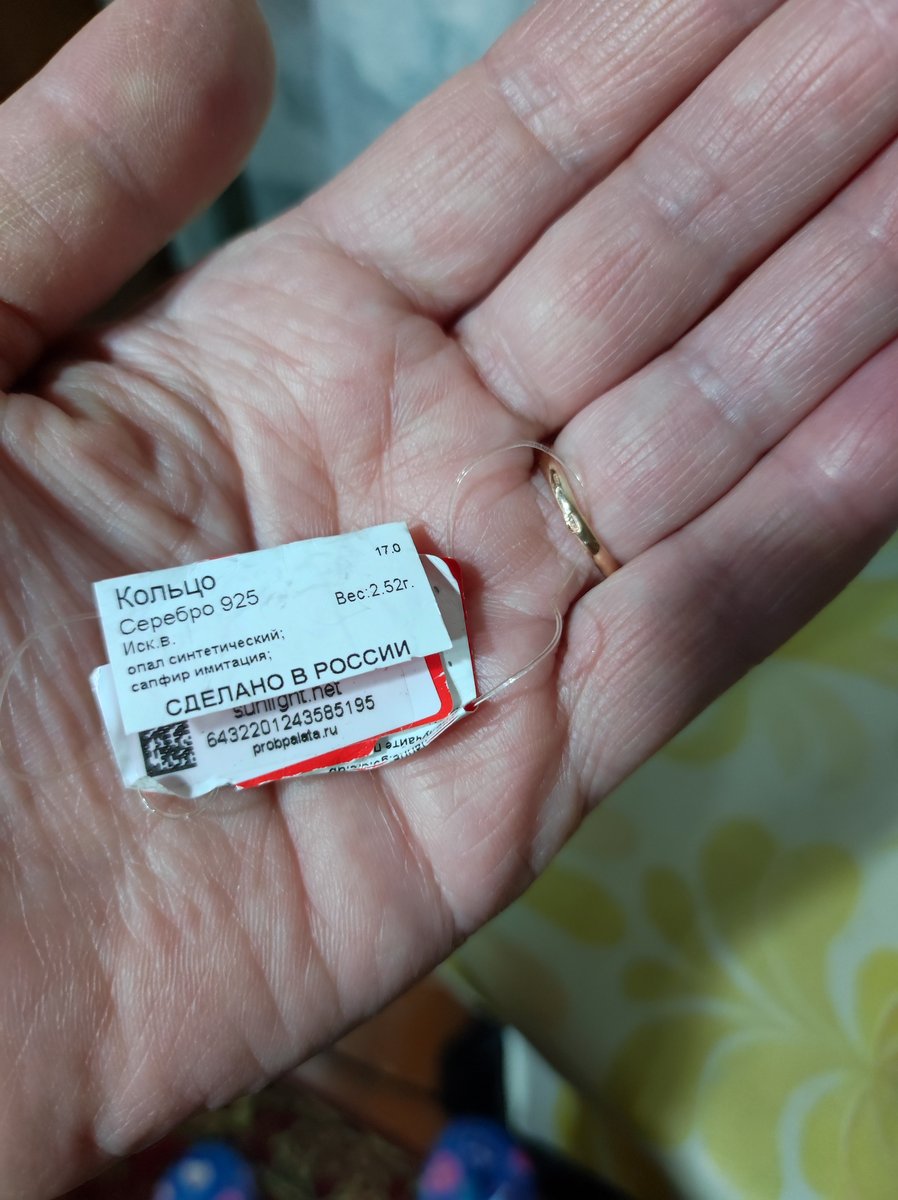 17.0
Кольцо
Серебро 925
Вес:2.52г.
Иск.в.
опал синтетический;
сапфир имитация;
СДЕЛАНО В РОССИИ
sunlight.net
6432201243585195
probpalata.ru